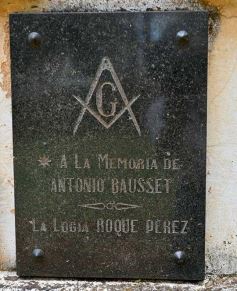 G
* A LA MEMORIA DE
ANTONIO BAUSSET
LA LOGIA ROQUE PEREZ